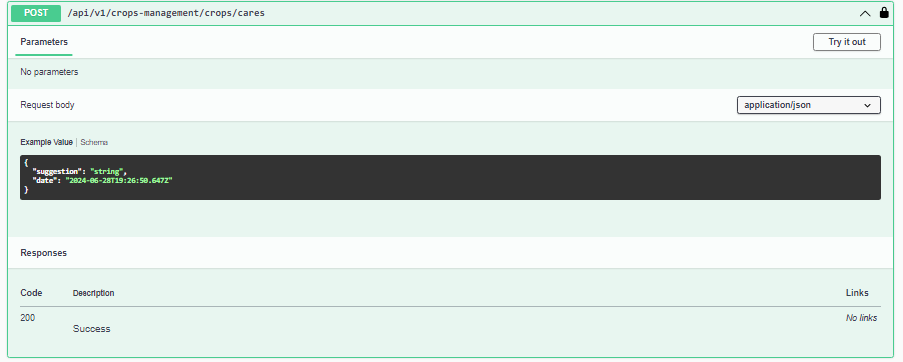 POST /api/v1/crops-management/crops/cares
Parameters
Try it out
No parameters
Request body
application/json
Example Value | Schema
{
"suggestion": "string",
"date": "2024-06-28T19:26:50.647Z"
}
Responses
Code Description Links
200 Success No links